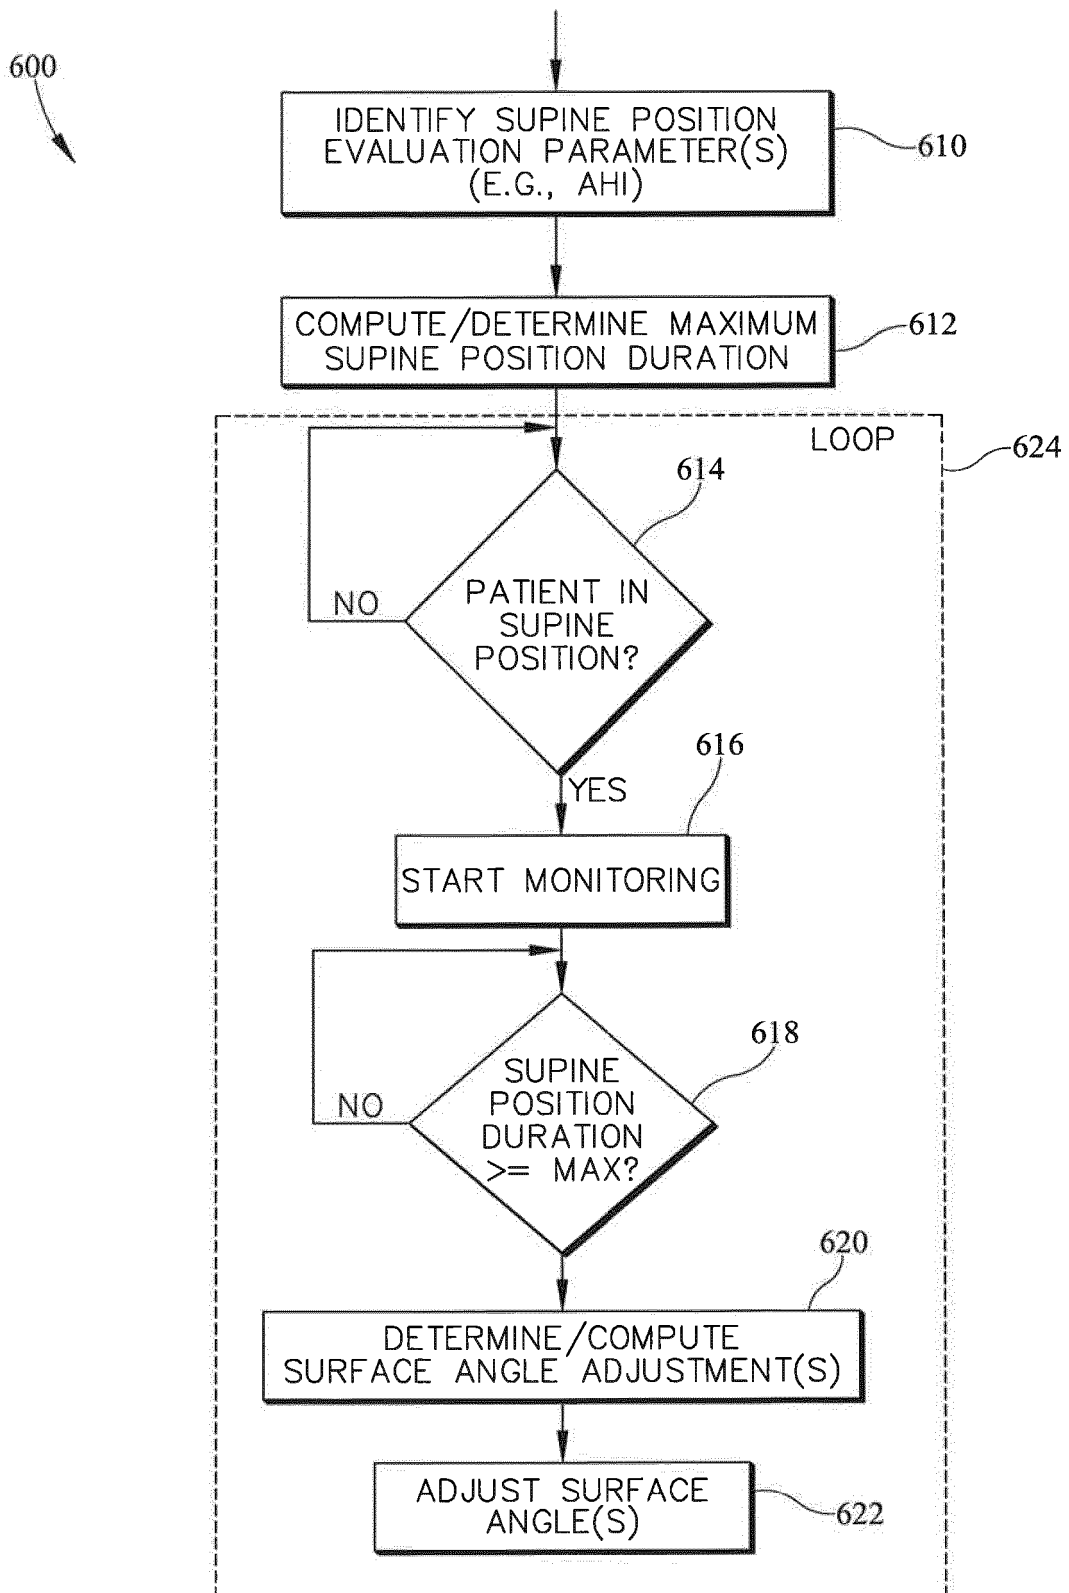 600
IDENTIFY SUPINE POSITION
EVALUATION PARAMETER(S)
(E.G., AHI)
610
COMPUTE/DETERMINE MAXIMUM
SUPINE POSITION DURATION
612
LOOP
624
614
PATIENT IN
SUPINE
POSITION?
NO
YES
616
START MONITORING
618
SUPINE
POSITION
DURATION
>= MAX?
NO
620
DETERMINE/COMPUTE
SURFACE ANGLE ADJUSTMENT(S)
ADJUST SURFACE
ANGLE(S)
622